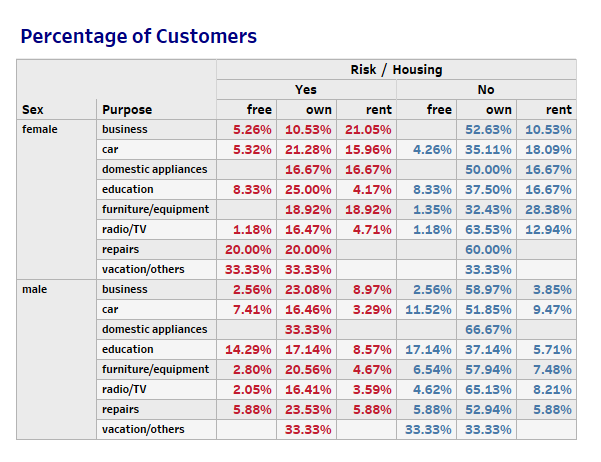 Percentage of Customers
Risk / Housing
Yes No
Sex Purpose free own rent free own rent
female business 5.26% 10.53% 21.05% 52.63% 10.53%
car 5.32% 21.28% 15.96% 4.26% 35.11% 18.09%
domestic appliances 16.67% 16.67% 50.00% 16.67%
education 8.33% 25.00% 4.17% 8.33% 37.50% 16.67%
furniture/equipment 18.92% 18.92% 1.35% 32.43% 28.38%
radio/TV 1.18% 16.47% 4.71% 1.18% 63.53% 12.94%
repairs 20.00% 20.00% 60.00%
vacation/others 33.33% 33.33% 33.33%
male business 2.56% 23.08% 8.97% 2.56% 58.97% 3.85%
car 7.41% 16.46% 3.29% 11.52% 51.85% 9.47%
domestic appliances 33.33% 66.67%
education 14.29% 17.14% 8.57% 17.14% 37.14% 5.71%
furniture/equipment 2.80% 20.56% 4.67% 6.54% 57.94% 7.48%
radio/TV 2.05% 16.41% 3.59% 4.62% 65.13% 8.21%
repairs 5.88% 23.53% 5.88% 5.88% 52.94% 5.88%
vacation/others 33.33% 33.33% 33.33%